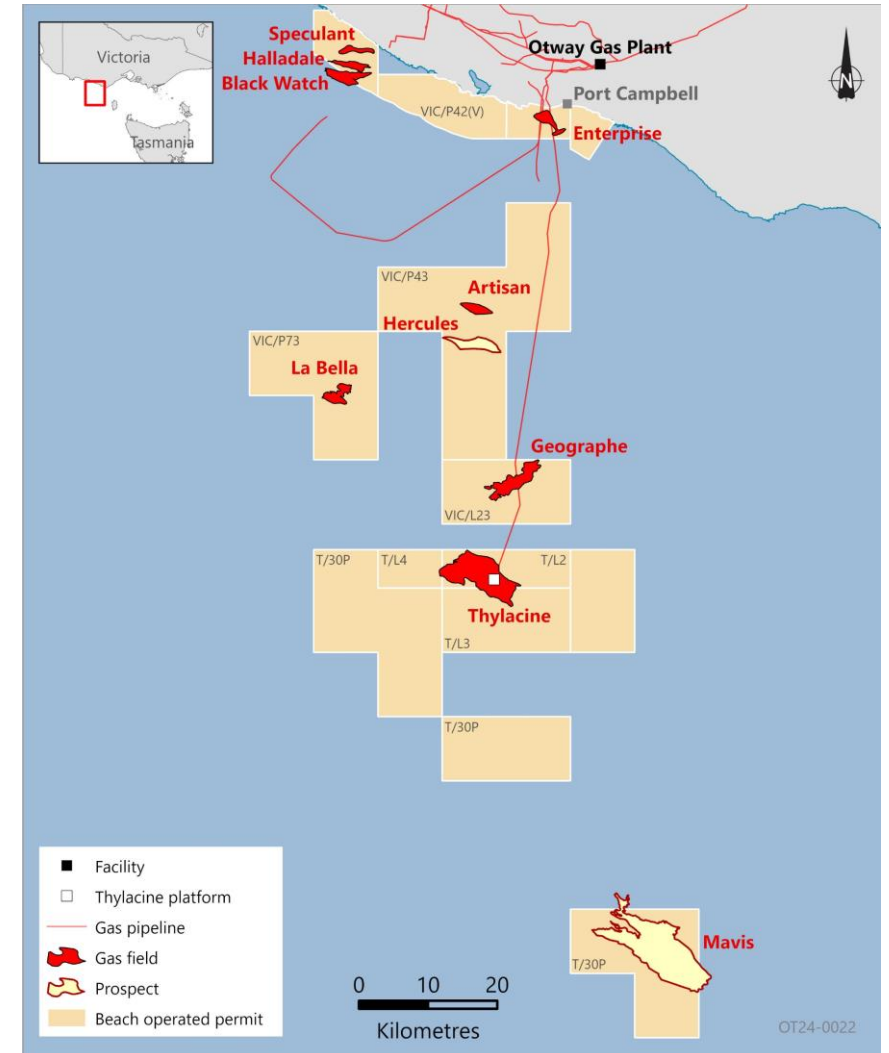 Victoria
Tasmania
Speculant
Halladale
Black Watch
Otway Gas Plant
N
Port Campbell
VIC/P42(V)
Enterprise
VIC/P43
Artisan
Hercules
VIC/P73
La Bella
Geographe
VIC/L23
T/30P
T/L4
T/L2
Thylacine
T/L3
T/30P
Mavis
T/30P
Facility
Thylacine platform
Gas pipeline
Gas field
Prospect
Beach operated permit
0 10 20
Kilometres
OT24-0022